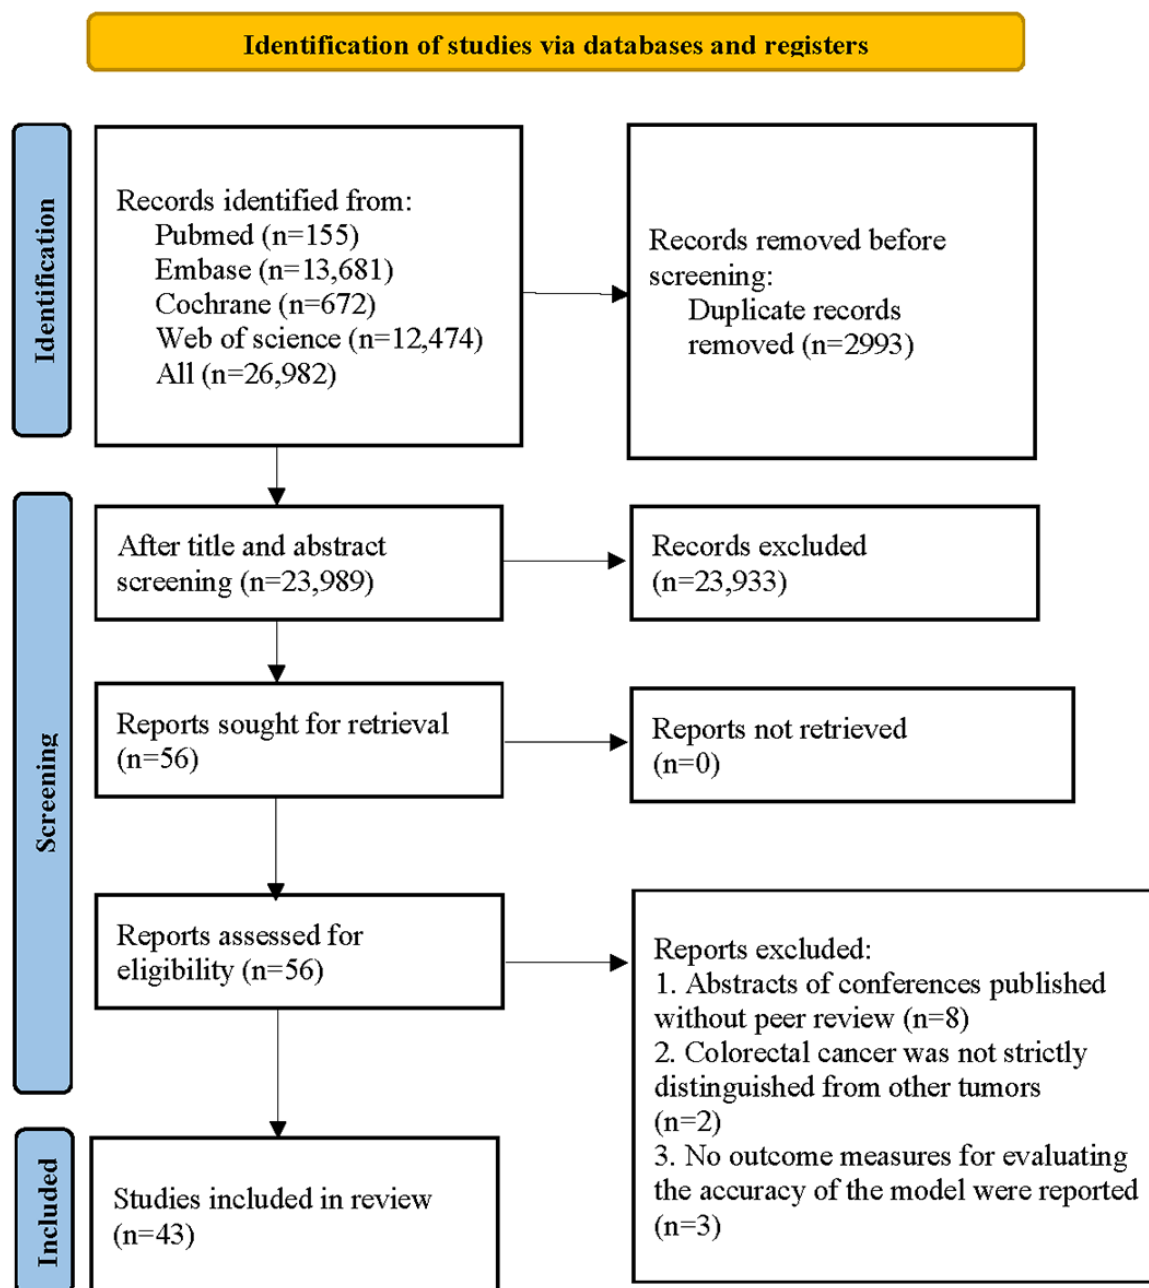 Identification of studies via databases and registers
Identification
Records identified from:
Pubmed (n=155)
Embase (n=13,681)
Cochrane (n=672)
Web of science (n=12,474)
All (n=26,982)
Records removed before
screening:
Duplicate records
removed (n=2993)
Screening
After title and abstract
screening (n=23,989)
Records excluded
(n=23,933)
Reports sought for retrieval
(n=56)
Reports not retrieved
(n=0)
Reports assessed for
eligibility (n=56)
Reports excluded:
1. Abstracts of conferences published
without peer review (n=8)
2. Colorectal cancer was not strictly
distinguished from other tumors
(n=2)
3. No outcome measures for evaluating
the accuracy of the model were reported
(n=3)
Included
Studies included in review
(n=43)